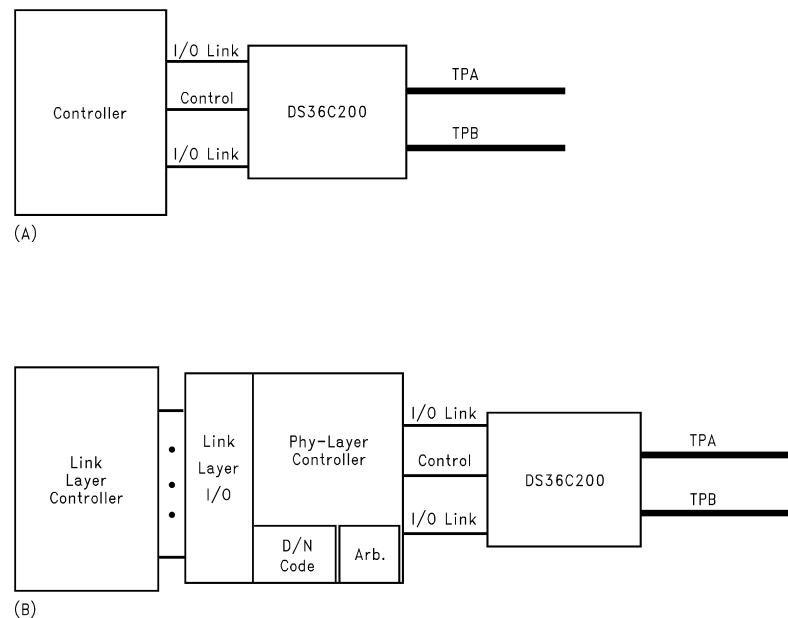 I/O Link
TPA
Control
Controller
DS36C200
TPB
I/O Link
(A)
I/O Link
Phy-Layer
Controller
Link
Layer
I/O
TPA
Link
Layer
Controller
Control
DS36C200
TPB
I/O Link
D/N
Code
Arb.
(B)